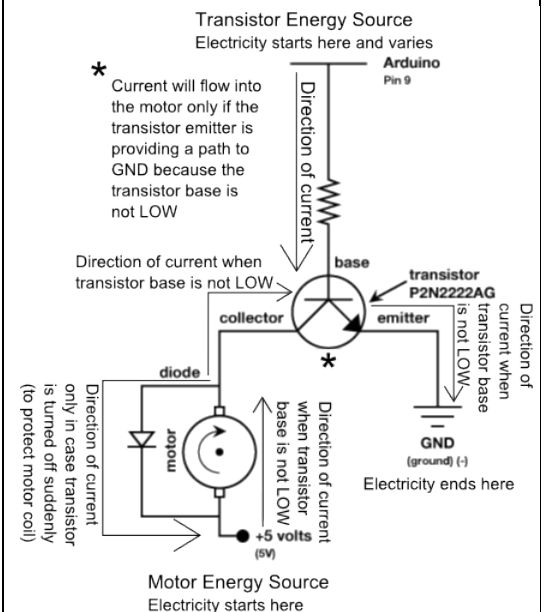 Transistor Energy Source
Electricity starts here and varies
Arduino
Pin 9
*
Current will flow into
the motor only if the
transistor emitter is
providing a path to
GND because the
transistor base is
not LOW
Direction of current
Direction of current when
transistor base is not LOW
base
transistor
P2N2222AG
collector
emitter
*
Direction of
current when
transistor base
is not LOW
diode
motor
Direction of current
only in case transistor
is turned off suddenly
(to protect motor coil)
Direction of current
when transistor
base is not LOW
GND
(ground) (-)
Electricity ends here
+5 volts
(5V)
Motor Energy Source
Electricity starts here